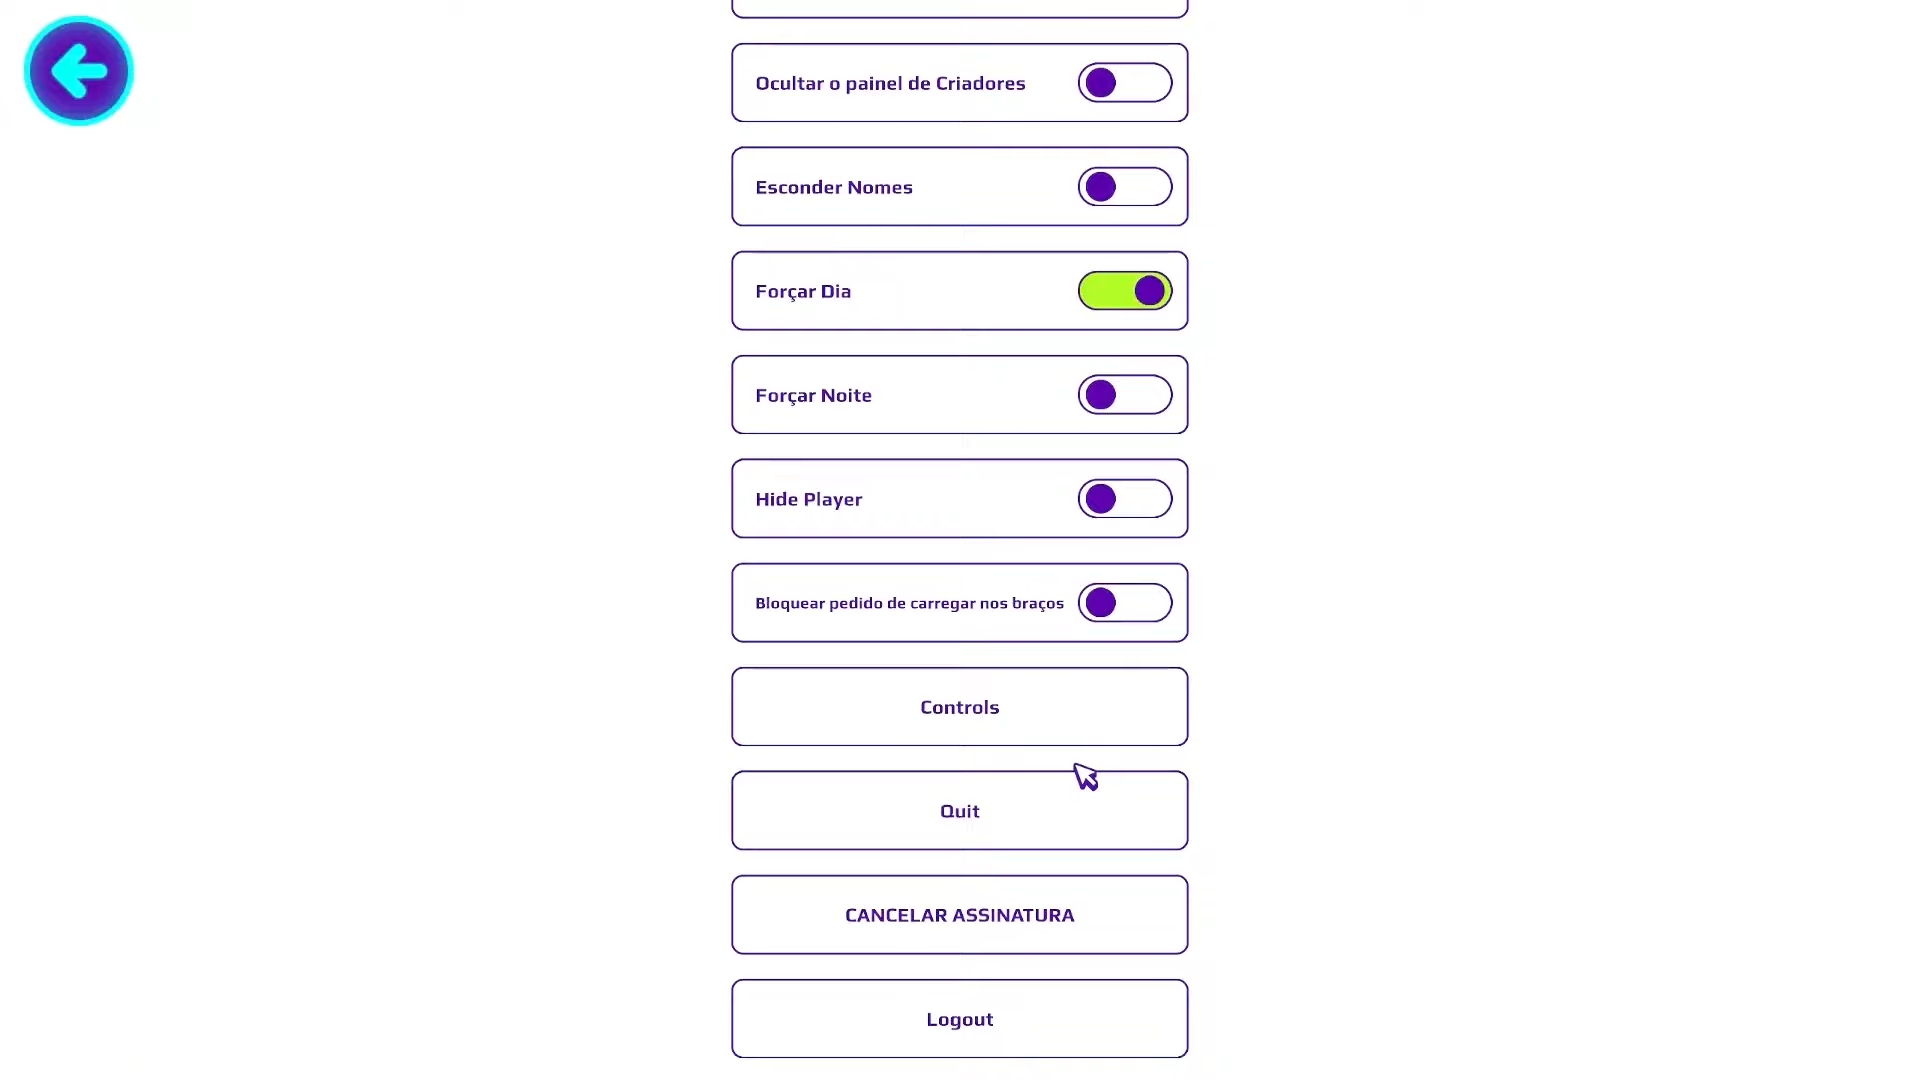 Ocultar o painel de Criadores
Esconder Nomes
Forçar Dia
Forçar Noite
Hide Player
Bloquear pedido de carregar nos braços
Controls
Quit
CANCELAR ASSINATURA
Logout